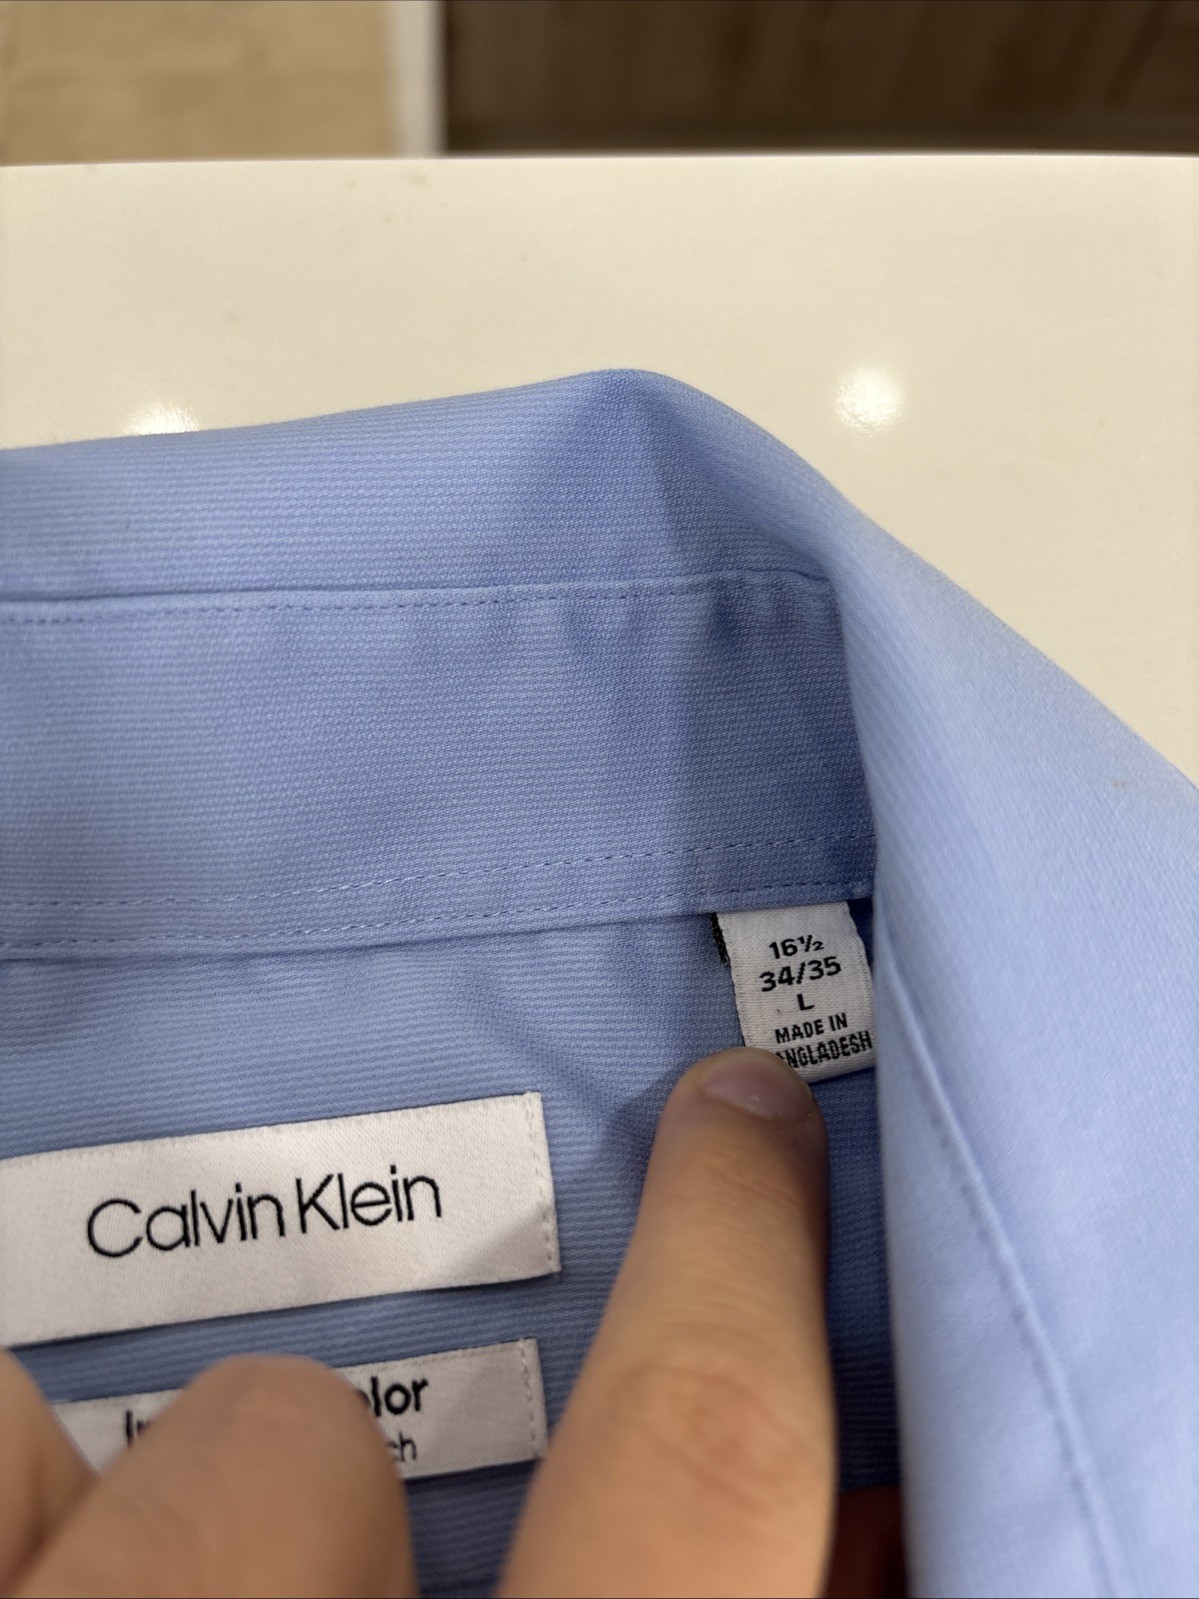 16½
34/35
L
MADE IN
Calvin Klein